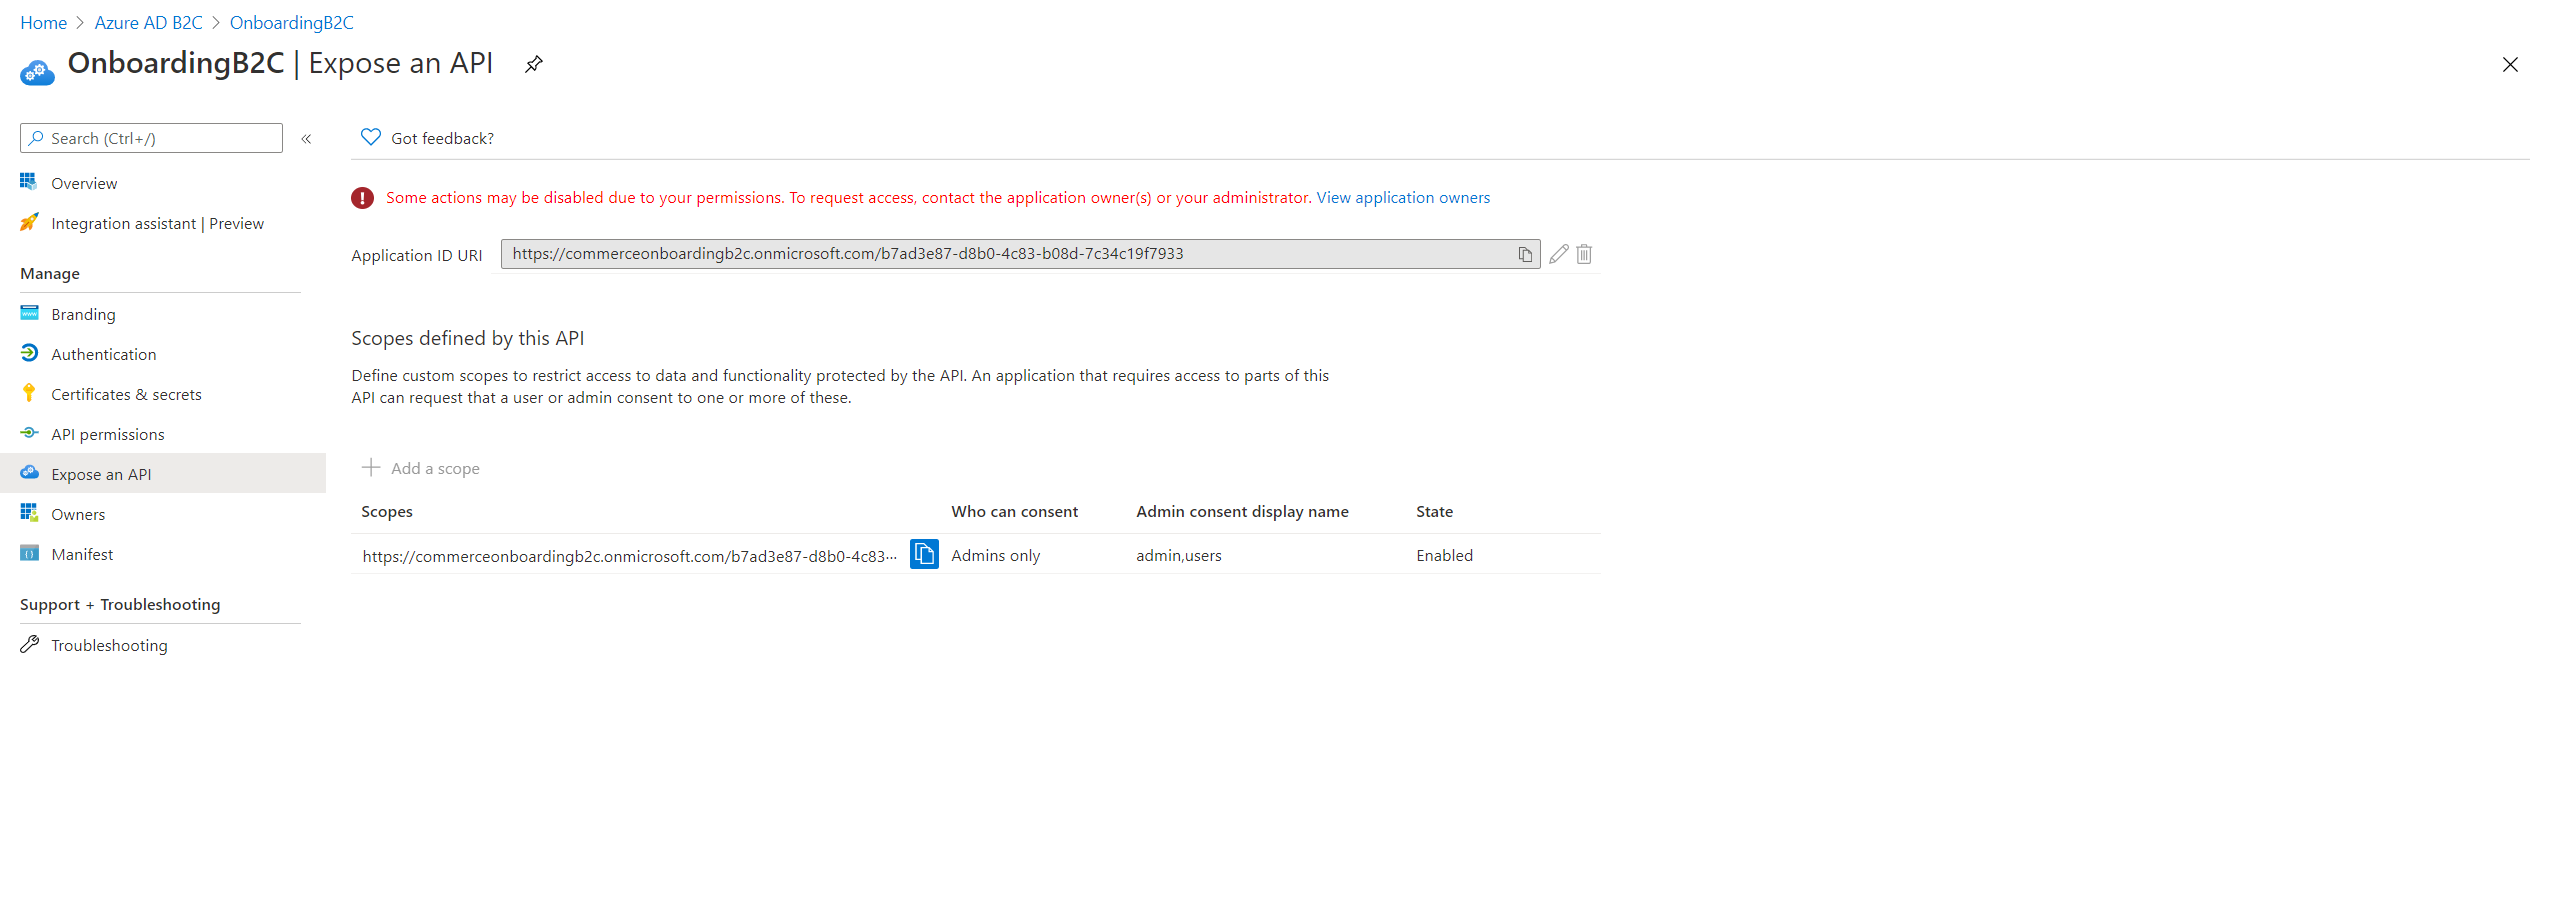 Home > Azure AD B2C > OnboardingB2C
OnboardingB2C | Expose an API
Search (Ctrl+/)
«
Got feedback?
Overview
Integration assistant | Preview
Manage
Branding
Authentication
Certificates & secrets
API permissions
Expose an API
Owners
Manifest
Support + Troubleshooting
Troubleshooting
Some actions may be disabled due to your permissions. To request access, contact the application owner(s) or your administrator. View application owners
Application ID URI https://commerceonboardingb2c.onmicrosoft.com/b7ad3e87-d8b0-4c83-b08d-7c34c19f7933
Scopes defined by this API
Define custom scopes to restrict access to data and functionality protected by the API. An application that requires access to parts of this
API can request that a user or admin consent to one or more of these.
Add a scope
Scopes Who can consent Admin consent display name State
https://commerceonboardingb2c.onmicrosoft.com/b7ad3e87-d8b0-4c83··· Admins only admin,users Enabled